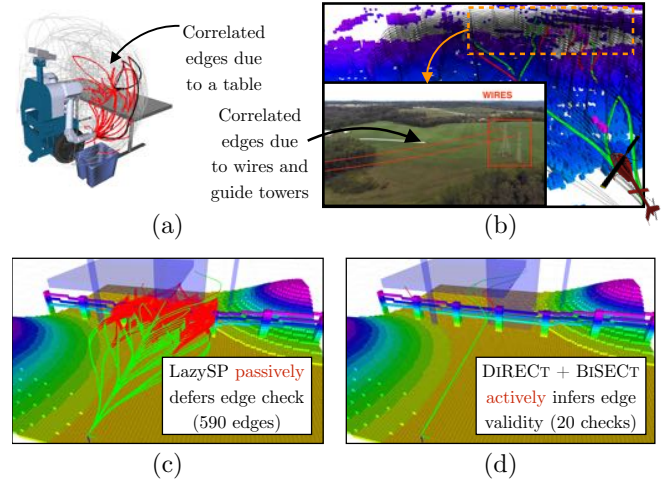 Correlated
edges due
to a table
(a)
WIRES
Correlated
edges due
to wires and
guide towers
(b)
LazySP passively
defers edge check
(590 edges)
(c)
DIRECT + BISECT
actively infers edge
validity (20 checks)
(d)